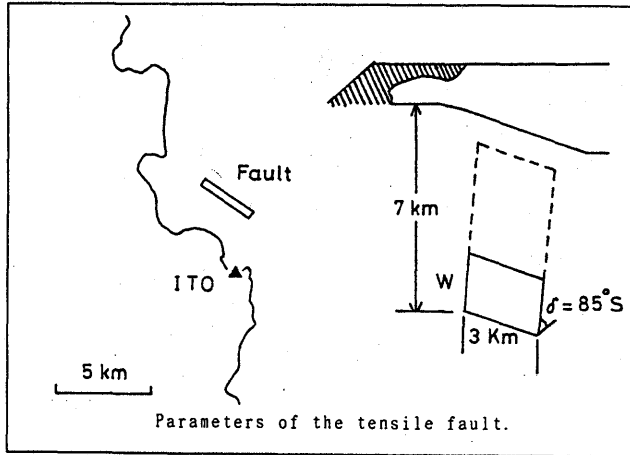 Fault
ITO
5 km
7 km
W
δ = 85°S
3 Km
Parameters of the tensile fault.